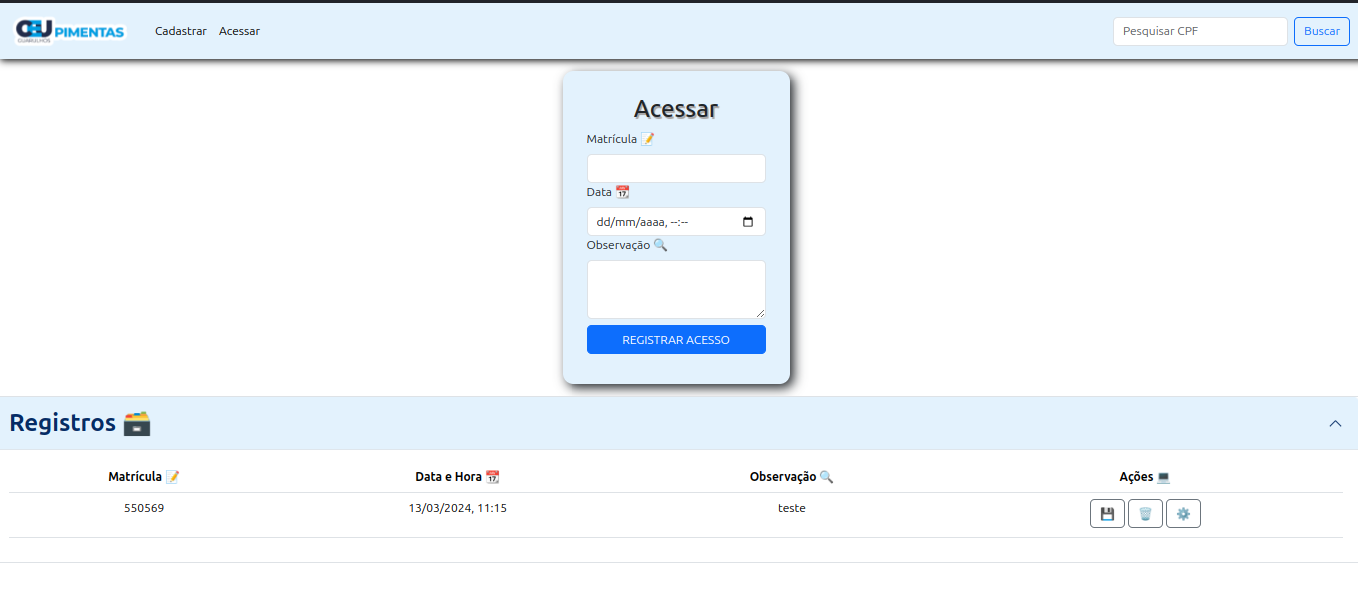 CEU PIMENTAS
GUARULHOS
Cadastrar Acessar
Pesquisar CPF
Buscar
Acessar
Matrícula 📝
Data 📆
dd/mm/aaaa, --:--
Observação 🔍
REGISTRAR ACESSO
Registros 🗃️
Matrícula 📝 Data e Hora 📆 Observação 🔍 Ações 💻
550569 13/03/2024, 11:15 teste 💾 🗑️ ⚙️